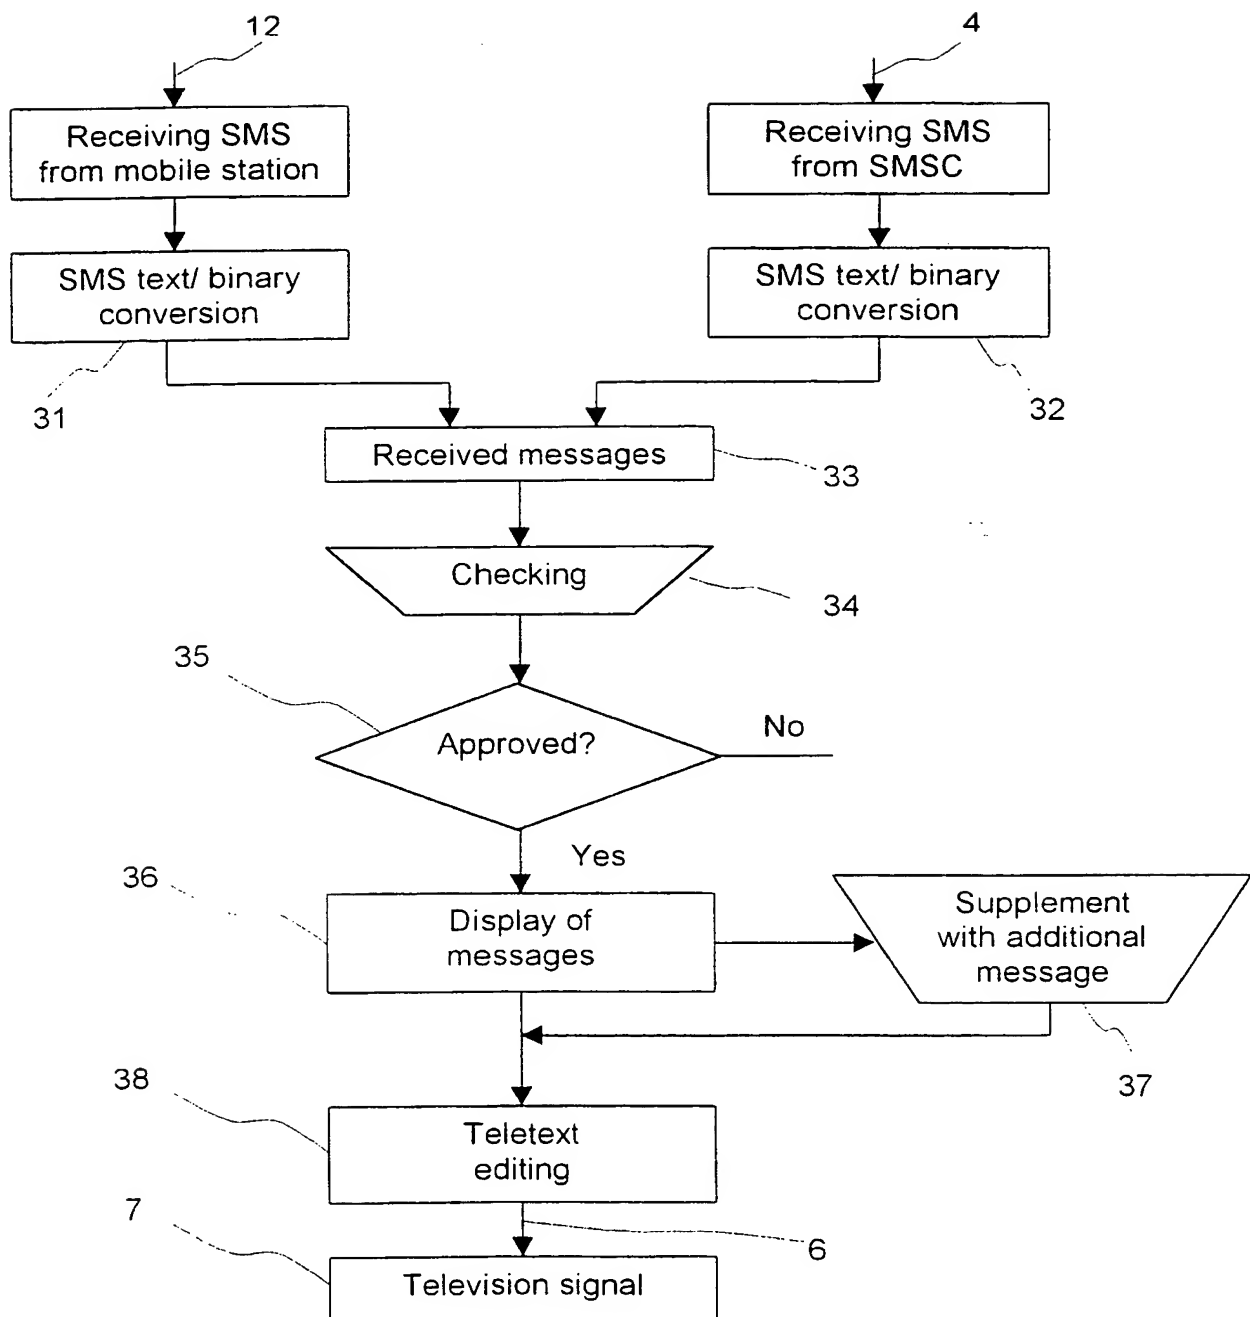 12
4
Receiving SMS
from mobile station
Receiving SMS
from SMSC
SMS text/ binary
conversion
SMS text/ binary
conversion
31
32
Received messages
33
Checking
34
35
Approved?
No
Yes
36
Display of
messages
Supplement
with additional
message
37
38
Teletext
editing
7
6
Television signal